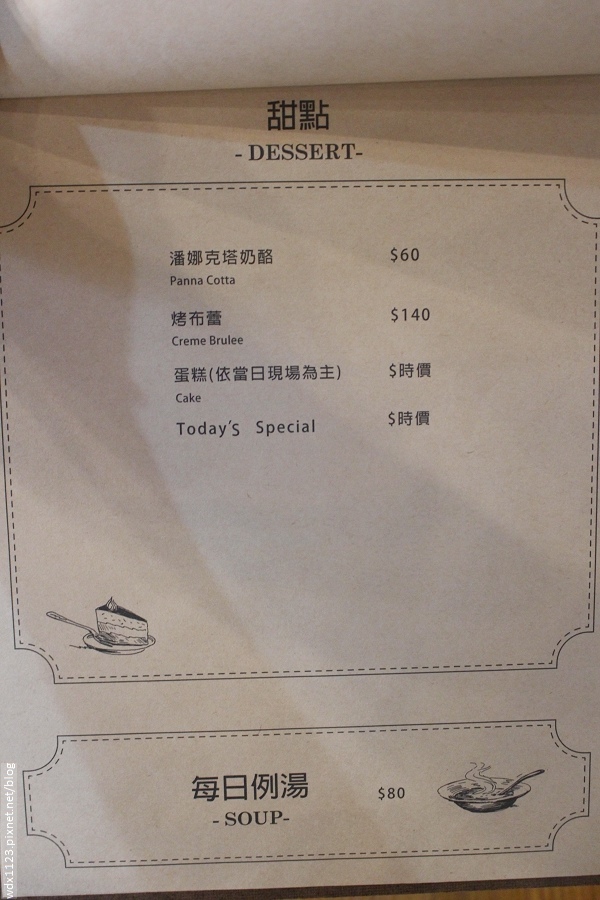 甜點
- DESSERT-
潘娜克塔奶酪 $60
Panna Cotta
烤布蕾 $140
Creme Brulee
蛋糕(依當日現場為主) $時價
Cake
Today's Special $時價
每日例湯 $80
- SOUP-
wdx1123.pixnet.net/blog